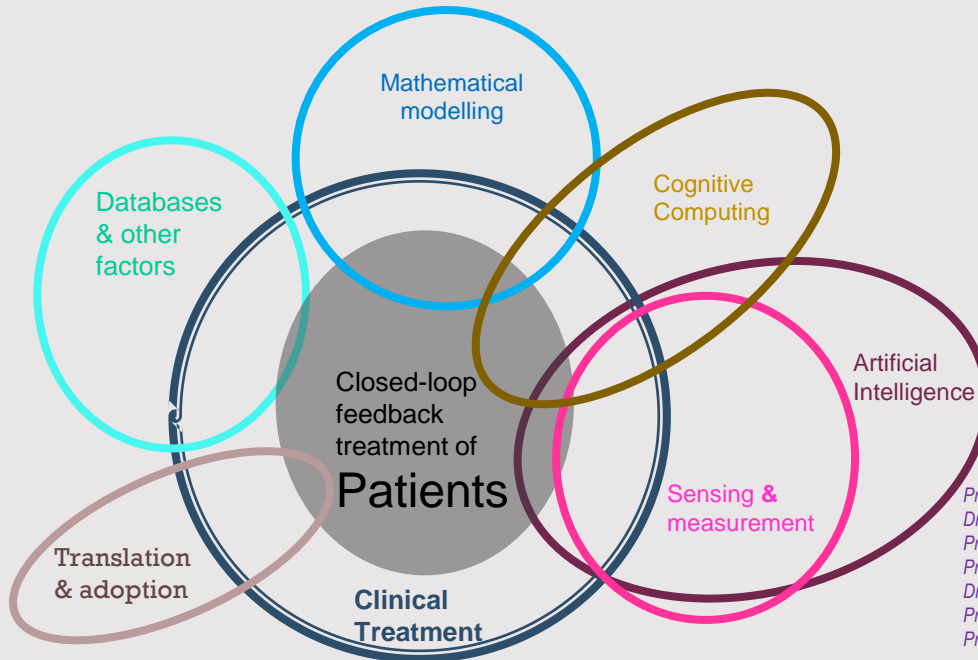 Mathematical
modelling
Cognitive
Computing
Databases
& other
factors
Artificial
Intelligence
Closed-loop
feedback
treatment of
Patients
Sensing &
measurement
Translation
& adoption
Clinical
Treatment